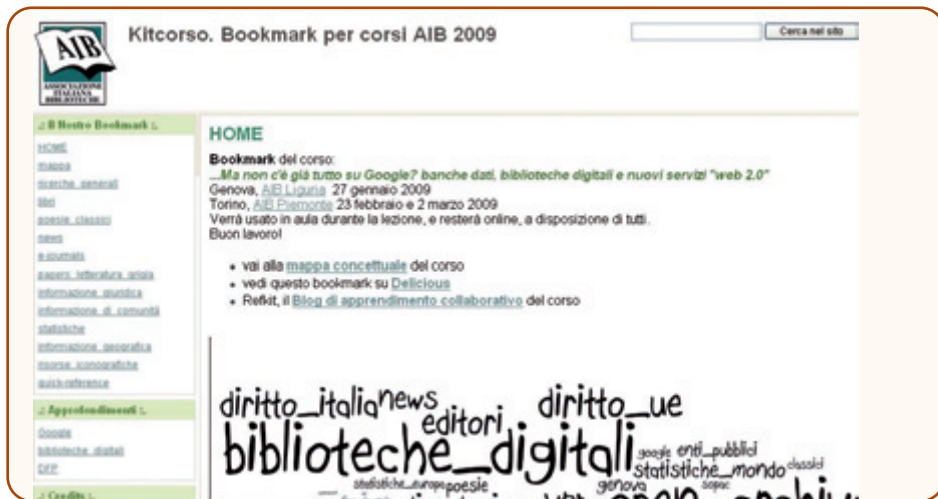 AIB
ASSOCIAZIONE
ITALIANA
BIBLIOTECHE
Kitcorso. Bookmark per corsi AIB 2009
Cerca nel sito
.: Il Nostro Bookmark :.
HOME
mappa
ricerche_generali
libri
poesie_classici
news
e-journals
papers_letteratura_grigia
informazione_giuridica
informazione_di_comunità
statistiche
informazione_geografica
risorse_iconografiche
quick-reference
.: Approfondimenti :.
Google
biblioteche_digitali
OFP
.: Credits :.
HOME
Bookmark del corso:
...Ma non c'è già tutto su Google? banche dati, biblioteche digitali e nuovi servizi "web 2.0"
Genova, AIB Liguria 27 gennaio 2009
Torino, AIB Piemonte 23 febbraio e 2 marzo 2009
Verrà usato in aula durante la lezione, e resterà online, a disposizione di tutti.
Buon lavoro!
• vai alla mappa concettuale del corso
• vedi questo bookmark su Delicious
• Refkit, il Blog di apprendimento collaborativo del corso
diritto_italia news editori diritto_ue
biblioteche_digitali google enti_pubblici
statistiche_mondo classici
statistiche_europa poesie genova opac